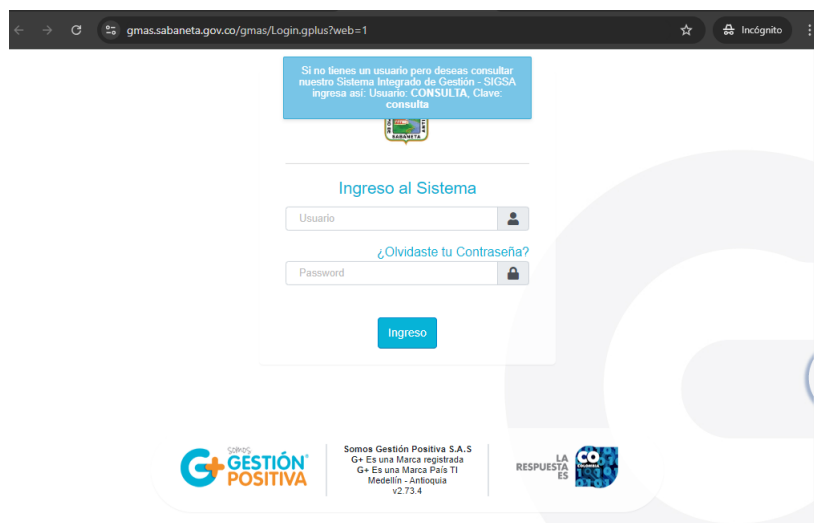 gmas.sabaneta.gov.co/gmas/Login.gplus?web=1
Incógnito
Si no tienes un usuario pero deseas consultar
nuestro Sistema Integrado de Gestión - SIGSA
ingresa así: Usuario: CONSULTA, Clave:
consulta
SABANETA
Ingreso al Sistema
Usuario
¿Olvidaste tu Contraseña?
Password
Ingreso
SOMOS
GESTIÓN
POSITIVA
Somos Gestión Positiva S.A.S
G+ Es una Marca registrada
G+ Es una Marca País TI
Medellín - Antioquia
v2.73.4
LA
RESPUESTA
ES
CO
COLOMBIA